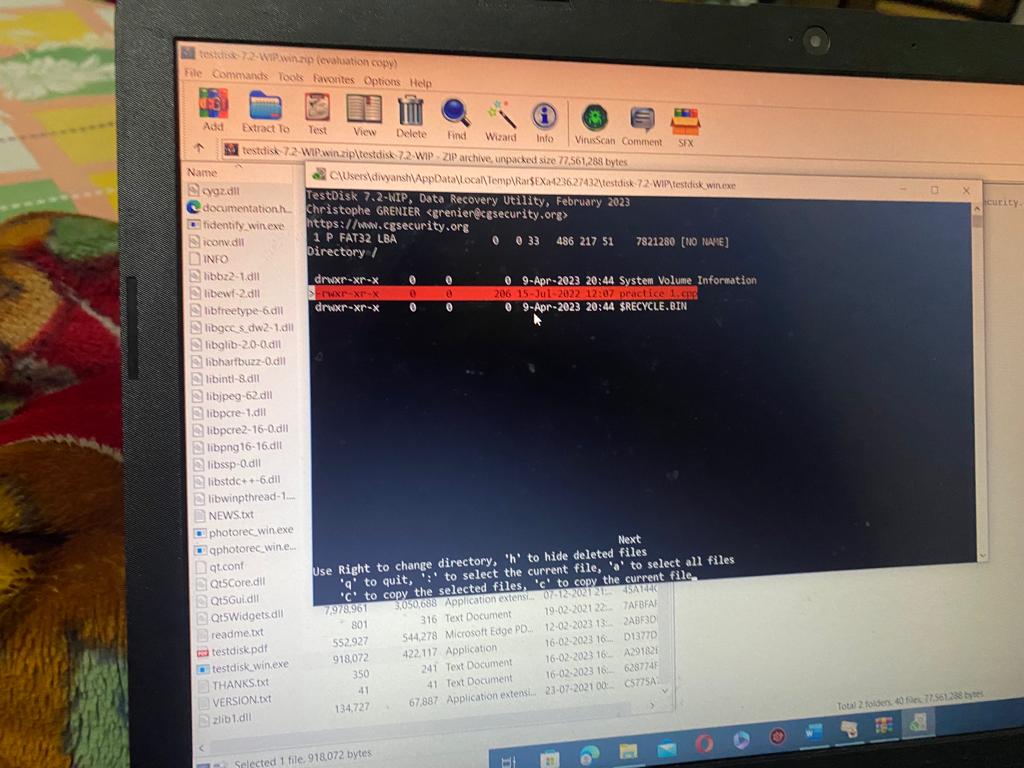 testdisk-7.2-WIP.win.zip (evaluation copy)
File Commands Tools Favorites Options Help
Add Extract To Test View Delete Find Wizard Info VirusScan Comment SFX
testdisk-7.2-WIP.win.zip\testdisk-7.2-WIP - ZIP archive, unpacked size 77,561,288 bytes
Name
cygz.dll
documentation.h...
fidentify_win.exe
iconv.dll
INFO
libbz2-1.dll
libewf-2.dll
libfreetype-6.dll
libgcc_s_dw2-1.dll
libglib-2.0-0.dll
libharfbuzz-0.dll
libintl-8.dll
libjpeg-62.dll
libpcre-1.dll
libpcre2-16-0.dll
libpng16-16.dll
libssp-0.dll
libstdc++-6.dll
libwinpthread-1....
NEWS.txt
photorec_win.exe
qphotorec_win.e...
qt.conf
Qt5Core.dll
Qt5Gui.dll
Qt5Widgets.dll
readme.txt
testdisk.pdf
testdisk_win.exe
THANKS.txt
VERSION.txt
zlib1.dll
C:\Users\divyansh\AppData\Local\Temp\Rar$EXa4236.27432\testdisk-7.2-WIP\testdisk_win.exe
TestDisk 7.2-WIP, Data Recovery Utility, February 2023
Christophe GRENIER <grenier@cgsecurity.org>
https://www.cgsecurity.org
1 P FAT32 LBA 0 0 33 486 217 51 7821280 [NO NAME]
Directory /
drwxr-xr-x 0 0 0 9-Apr-2023 20:44 System Volume Information
>-rwxr-xr-x 0 0 206 15-Jul-2022 12:07 practice 1.cpp
drwxr-xr-x 0 0 0 9-Apr-2023 20:44 $RECYCLE.BIN
Next
Use Right to change directory, 'h' to hide deleted files
'q' to quit, ':' to select the current file, 'a' to select all files
'C' to copy the selected files, 'c' to copy the current file
7,978,961 3,050,688 Application extensi... 07-12-2021 21:...
801 316 Text Document 19-02-2021 22:... 7AFBFAF
552,927 544,278 Microsoft Edge PD... 12-02-2023 13:... 2ABF3D
918,072 422,117 Application 16-02-2023 16:... D1377D
350 241 Text Document 16-02-2023 16:... A29182
41 41 Text Document 16-02-2023 16:... 628774F
134,727 67,887 Application extensi... 23-07-2021 00:... C5775A
Selected 1 file, 918,072 bytes
Total 2 folders, 40 files, 77,561,288 bytes